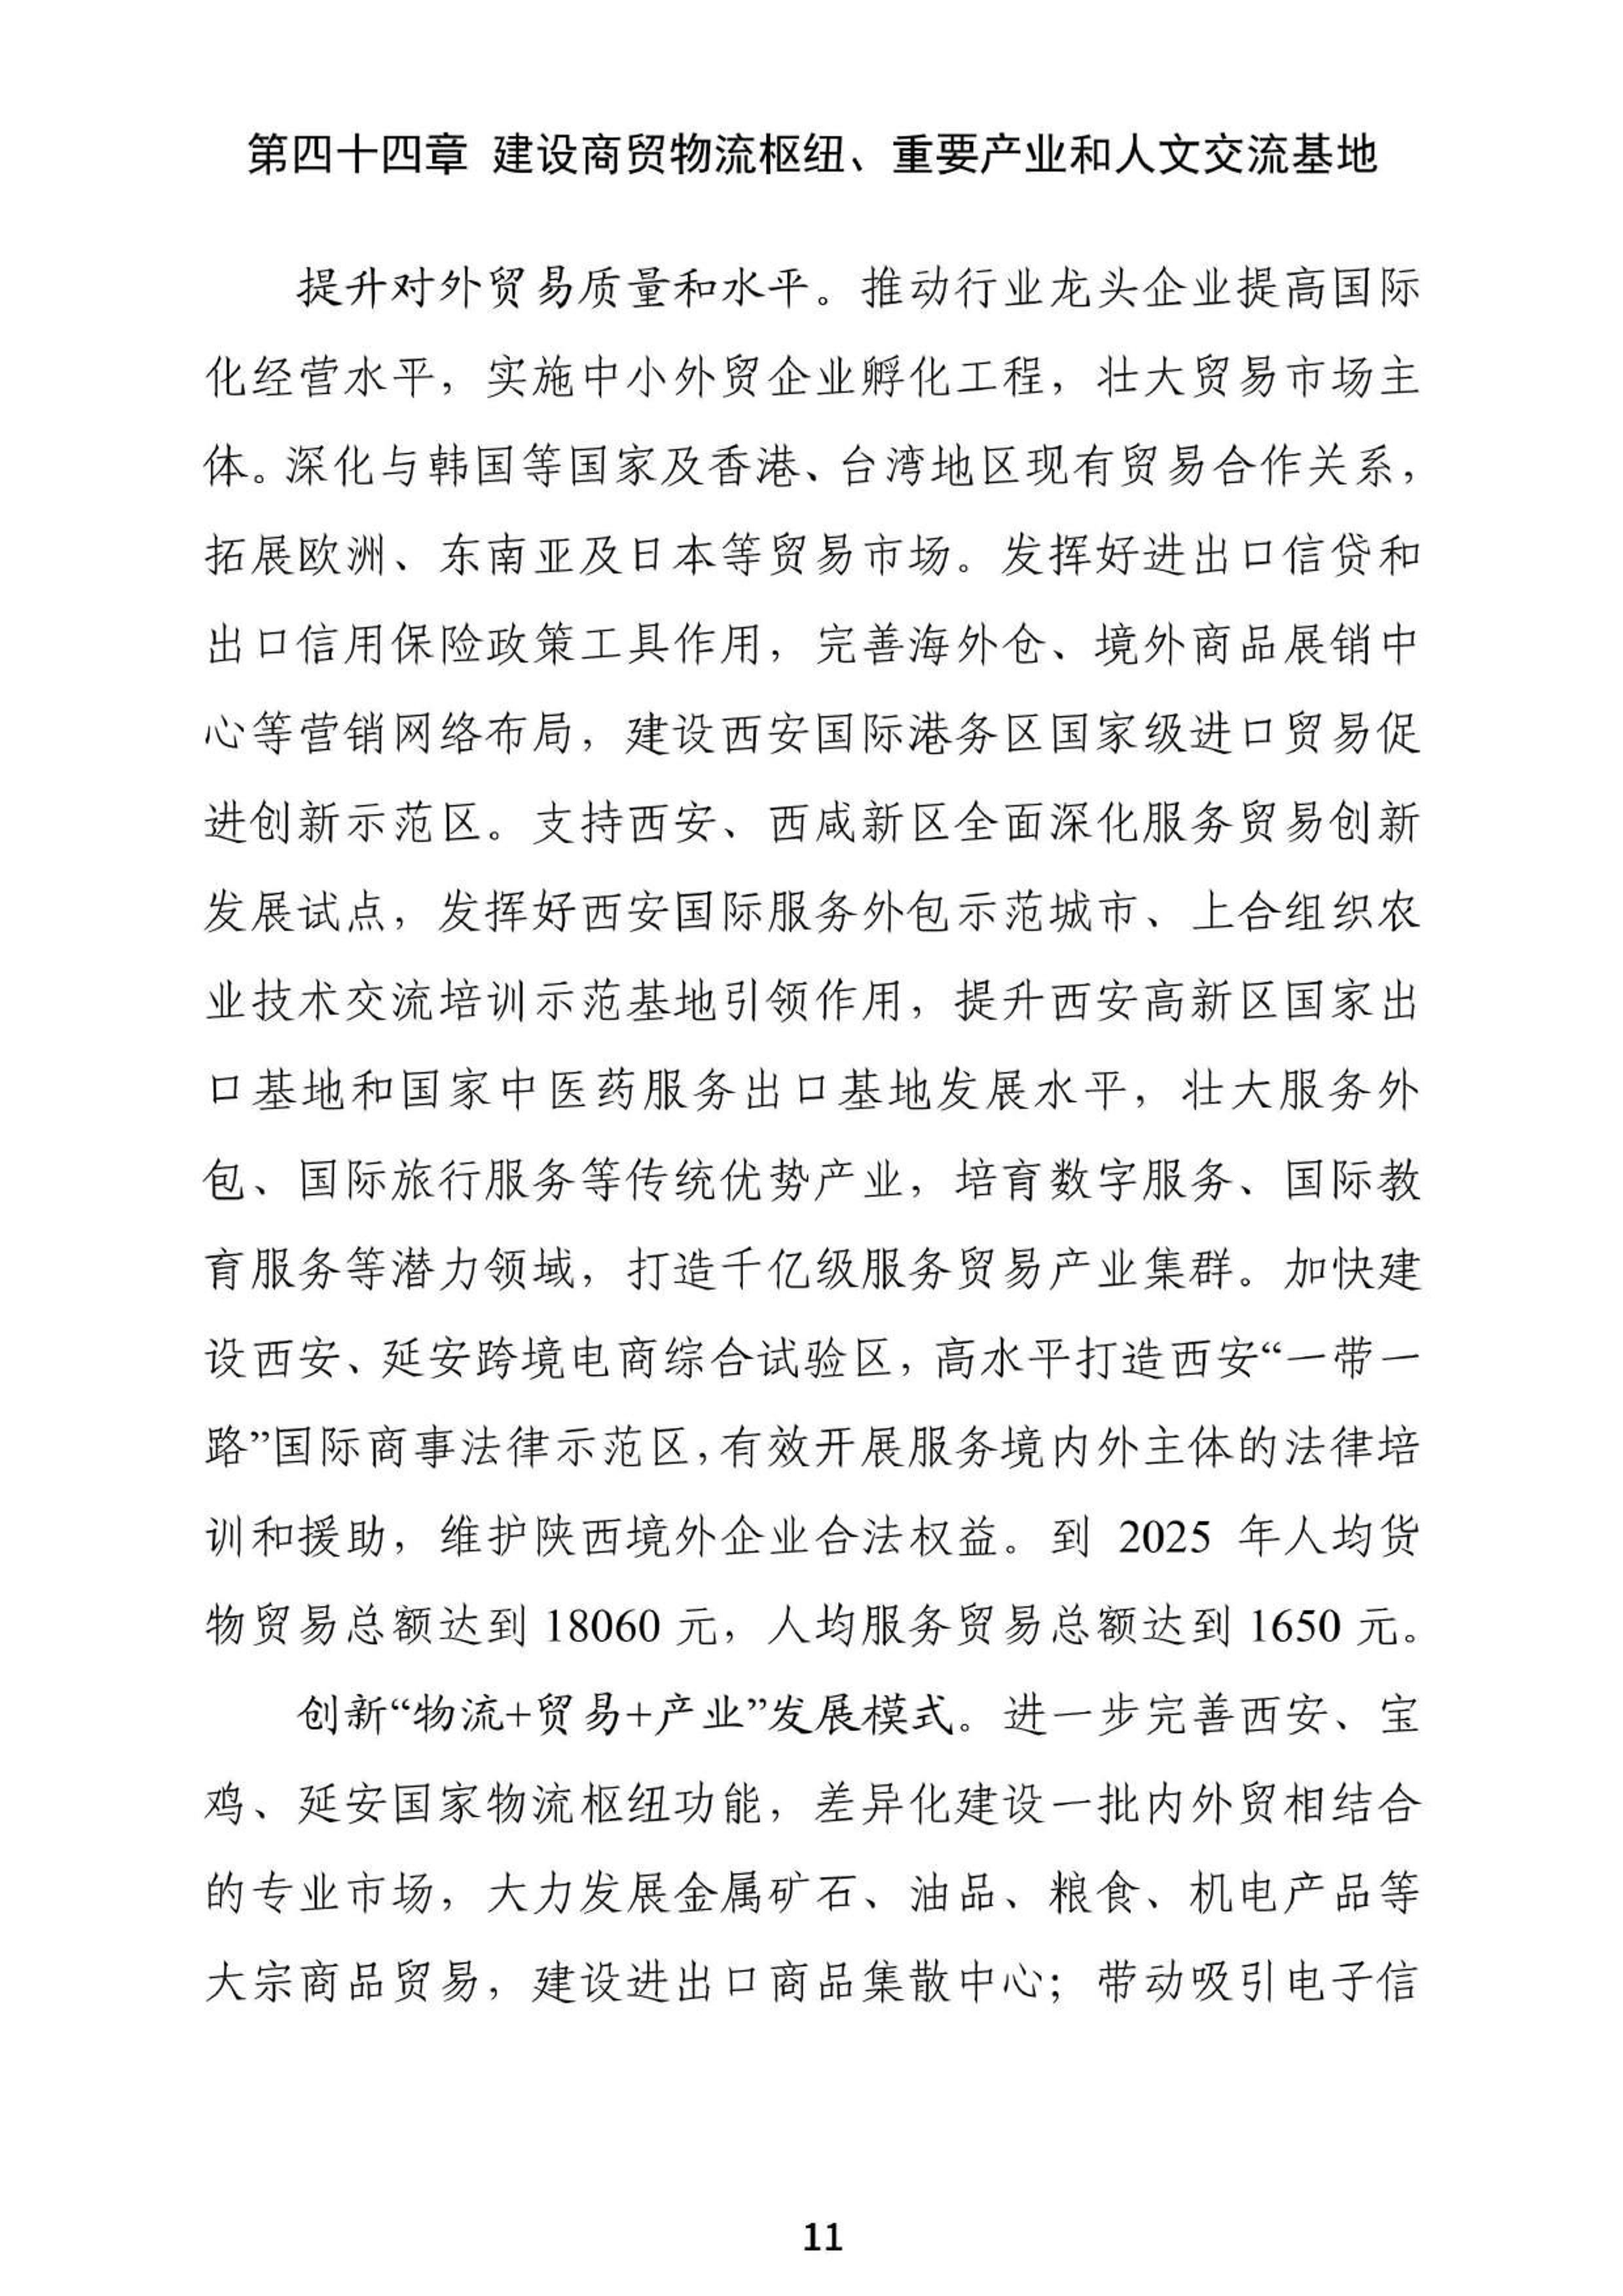 第四十四章 建设商贸物流枢纽、重要产业和人文交流基地
提升对外贸易质量和水平。推动行业龙头企业提高国际
化经营水平，实施中小外贸企业孵化工程，壮大贸易市场主
体。深化与韩国等国家及香港、台湾地区现有贸易合作关系，
拓展欧洲、东南亚及日本等贸易市场。发挥好进出口信贷和
出口信用保险政策工具作用，完善海外仓、境外商品展销中
心等营销网络布局，建设西安国际港务区国家级进口贸易促
进创新示范区。支持西安、西咸新区全面深化服务贸易创新
发展试点，发挥好西安国际服务外包示范城市、上合组织农
业技术交流培训示范基地引领作用，提升西安高新区国家出
口基地和国家中医药服务出口基地发展水平，壮大服务外
包、国际旅行服务等传统优势产业，培育数字服务、国际教
育服务等潜力领域，打造千亿级服务贸易产业集群。加快建
设西安、延安跨境电商综合试验区，高水平打造西安“一带一
路”国际商事法律示范区，有效开展服务境内外主体的法律培
训和援助，维护陕西境外企业合法权益。到 2025 年人均货
物贸易总额达到 18060 元，人均服务贸易总额达到 1650 元。
创新“物流+贸易+产业”发展模式。进一步完善西安、宝
鸡、延安国家物流枢纽功能，差异化建设一批内外贸相结合
的专业市场，大力发展金属矿石、油品、粮食、机电产品等
大宗商品贸易，建设进出口商品集散中心；带动吸引电子信
11